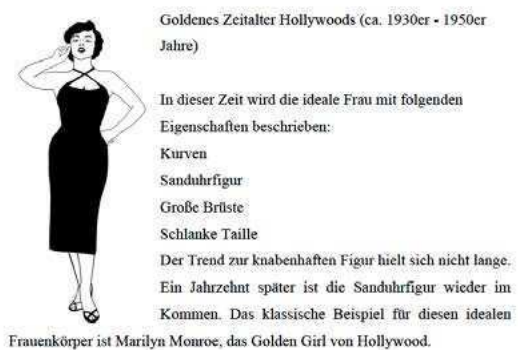 Goldenes Zeitalter Hollywoods (ca. 1930er - 1950er
Jahre)
In dieser Zeit wird die ideale Frau mit folgenden
Eigenschaften beschrieben:
Kurven
Sanduhrfigur
Große Brüste
Schlanke Taille
Der Trend zur knabenhaften Figur hielt sich nicht lange.
Ein Jahrzehnt später ist die Sanduhrfigur wieder im
Kommen. Das klassische Beispiel für diesen idealen
Frauenkörper ist Marilyn Monroe, das Golden Girl von Hollywood.